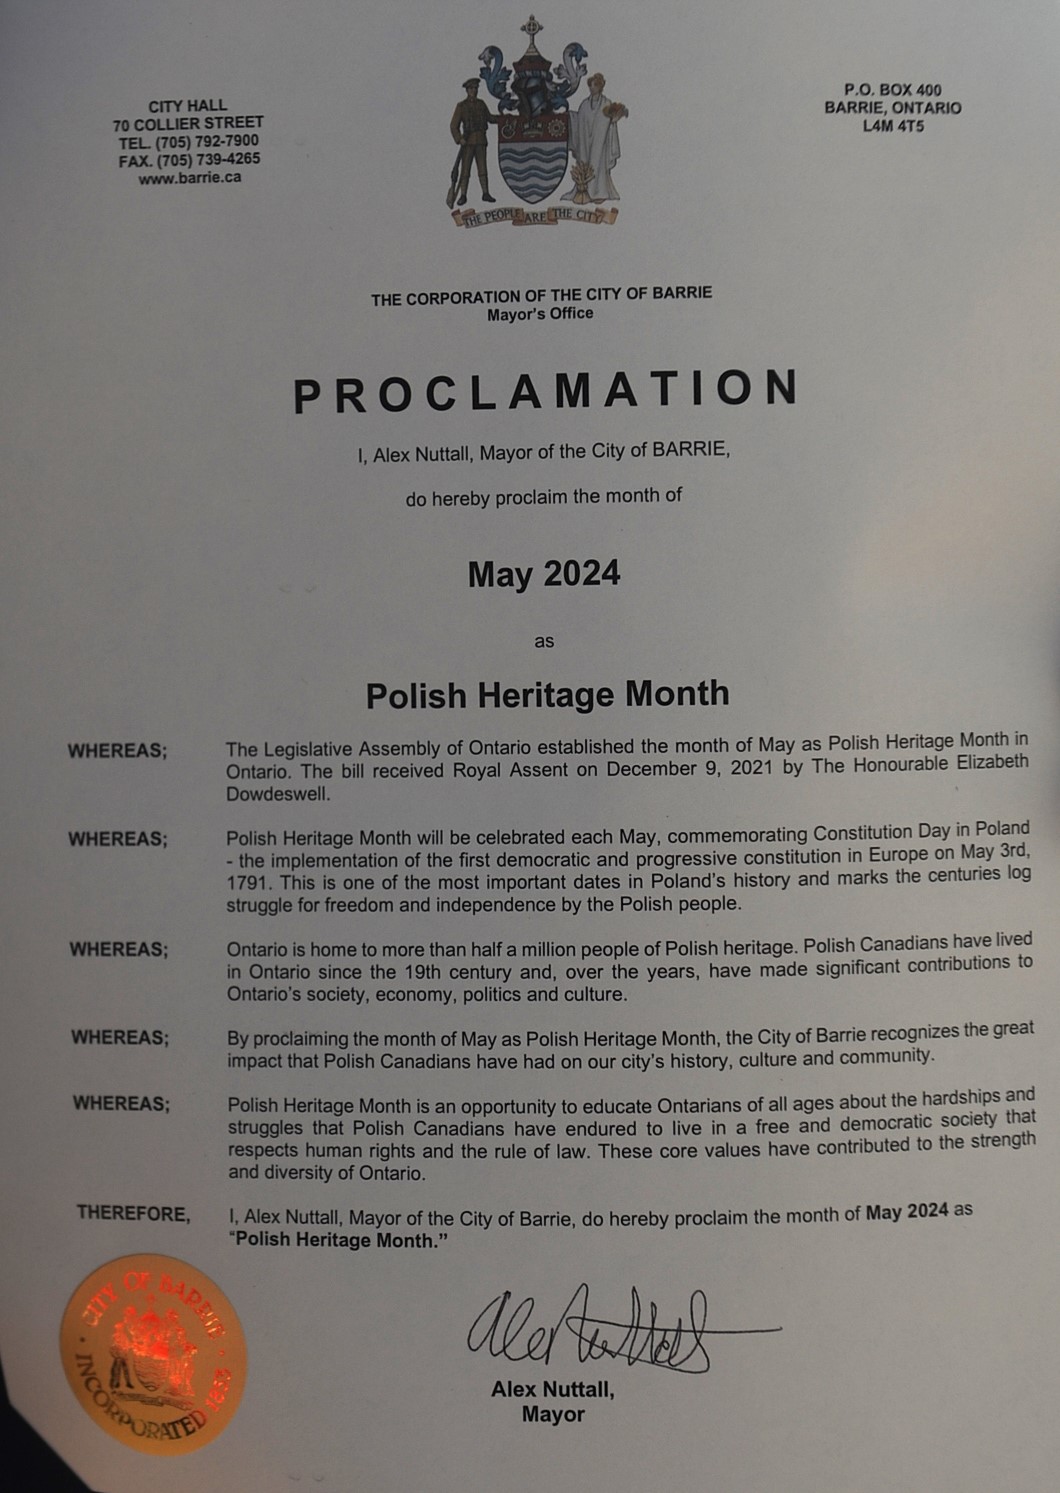 CITY HALL
70 COLLIER STREET
TEL. (705) 792-7900
FAX. (705) 739-4265
www.barrie.ca
P.O. BOX 400
BARRIE, ONTARIO
L4M 4T5
THE PEOPLE ARE THE CITY
THE CORPORATION OF THE CITY OF BARRIE
Mayor's Office
PROCLAMATION
I, Alex Nuttall, Mayor of the City of BARRIE,
do hereby proclaim the month of
May 2024
as
Polish Heritage Month
WHEREAS; The Legislative Assembly of Ontario established the month of May as Polish Heritage Month in
Ontario. The bill received Royal Assent on December 9, 2021 by The Honourable Elizabeth
Dowdeswell.
WHEREAS; Polish Heritage Month will be celebrated each May, commemorating Constitution Day in Poland
- the implementation of the first democratic and progressive constitution in Europe on May 3rd,
1791. This is one of the most important dates in Poland's history and marks the centuries log
struggle for freedom and independence by the Polish people.
WHEREAS; Ontario is home to more than half a million people of Polish heritage. Polish Canadians have lived
in Ontario since the 19th century and, over the years, have made significant contributions to
Ontario's society, economy, politics and culture.
WHEREAS; By proclaiming the month of May as Polish Heritage Month, the City of Barrie recognizes the great
impact that Polish Canadians have had on our city's history, culture and community.
WHEREAS; Polish Heritage Month is an opportunity to educate Ontarians of all ages about the hardships and
struggles that Polish Canadians have endured to live in a free and democratic society that
respects human rights and the rule of law. These core values have contributed to the strength
and diversity of Ontario.
THEREFORE, I, Alex Nuttall, Mayor of the City of Barrie, do hereby proclaim the month of May 2024 as
"Polish Heritage Month."
CITY OF BARRIE
INCORPORATED 1853
Alex Nuttall
Alex Nuttall,
Mayor